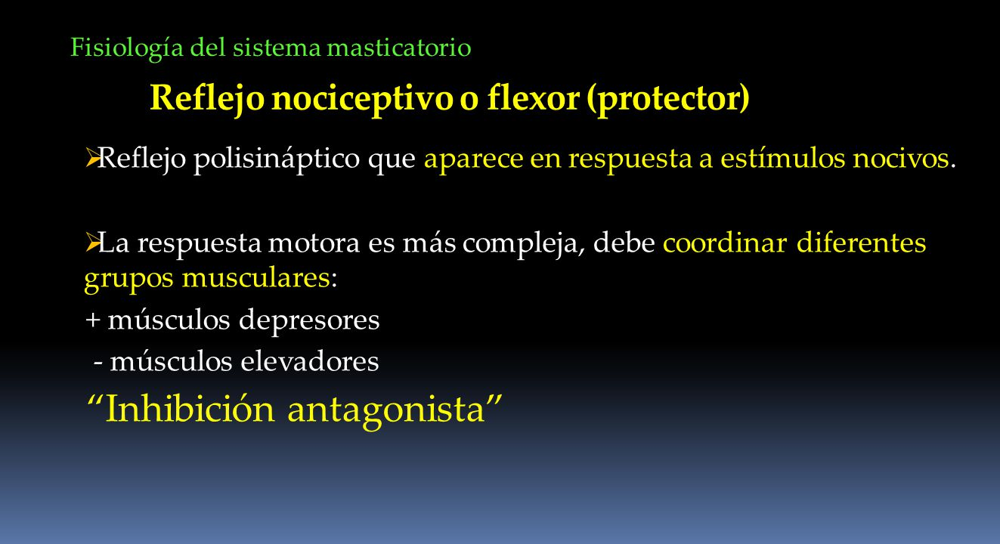 Fisiología del sistema masticatorio
Reflejo nociceptivo o flexor (protector)
➢Reflejo polisináptico que aparece en respuesta a estímulos nocivos.
➢La respuesta motora es más compleja, debe coordinar diferentes
grupos musculares:
+ músculos depresores
- músculos elevadores
“Inhibición antagonista”